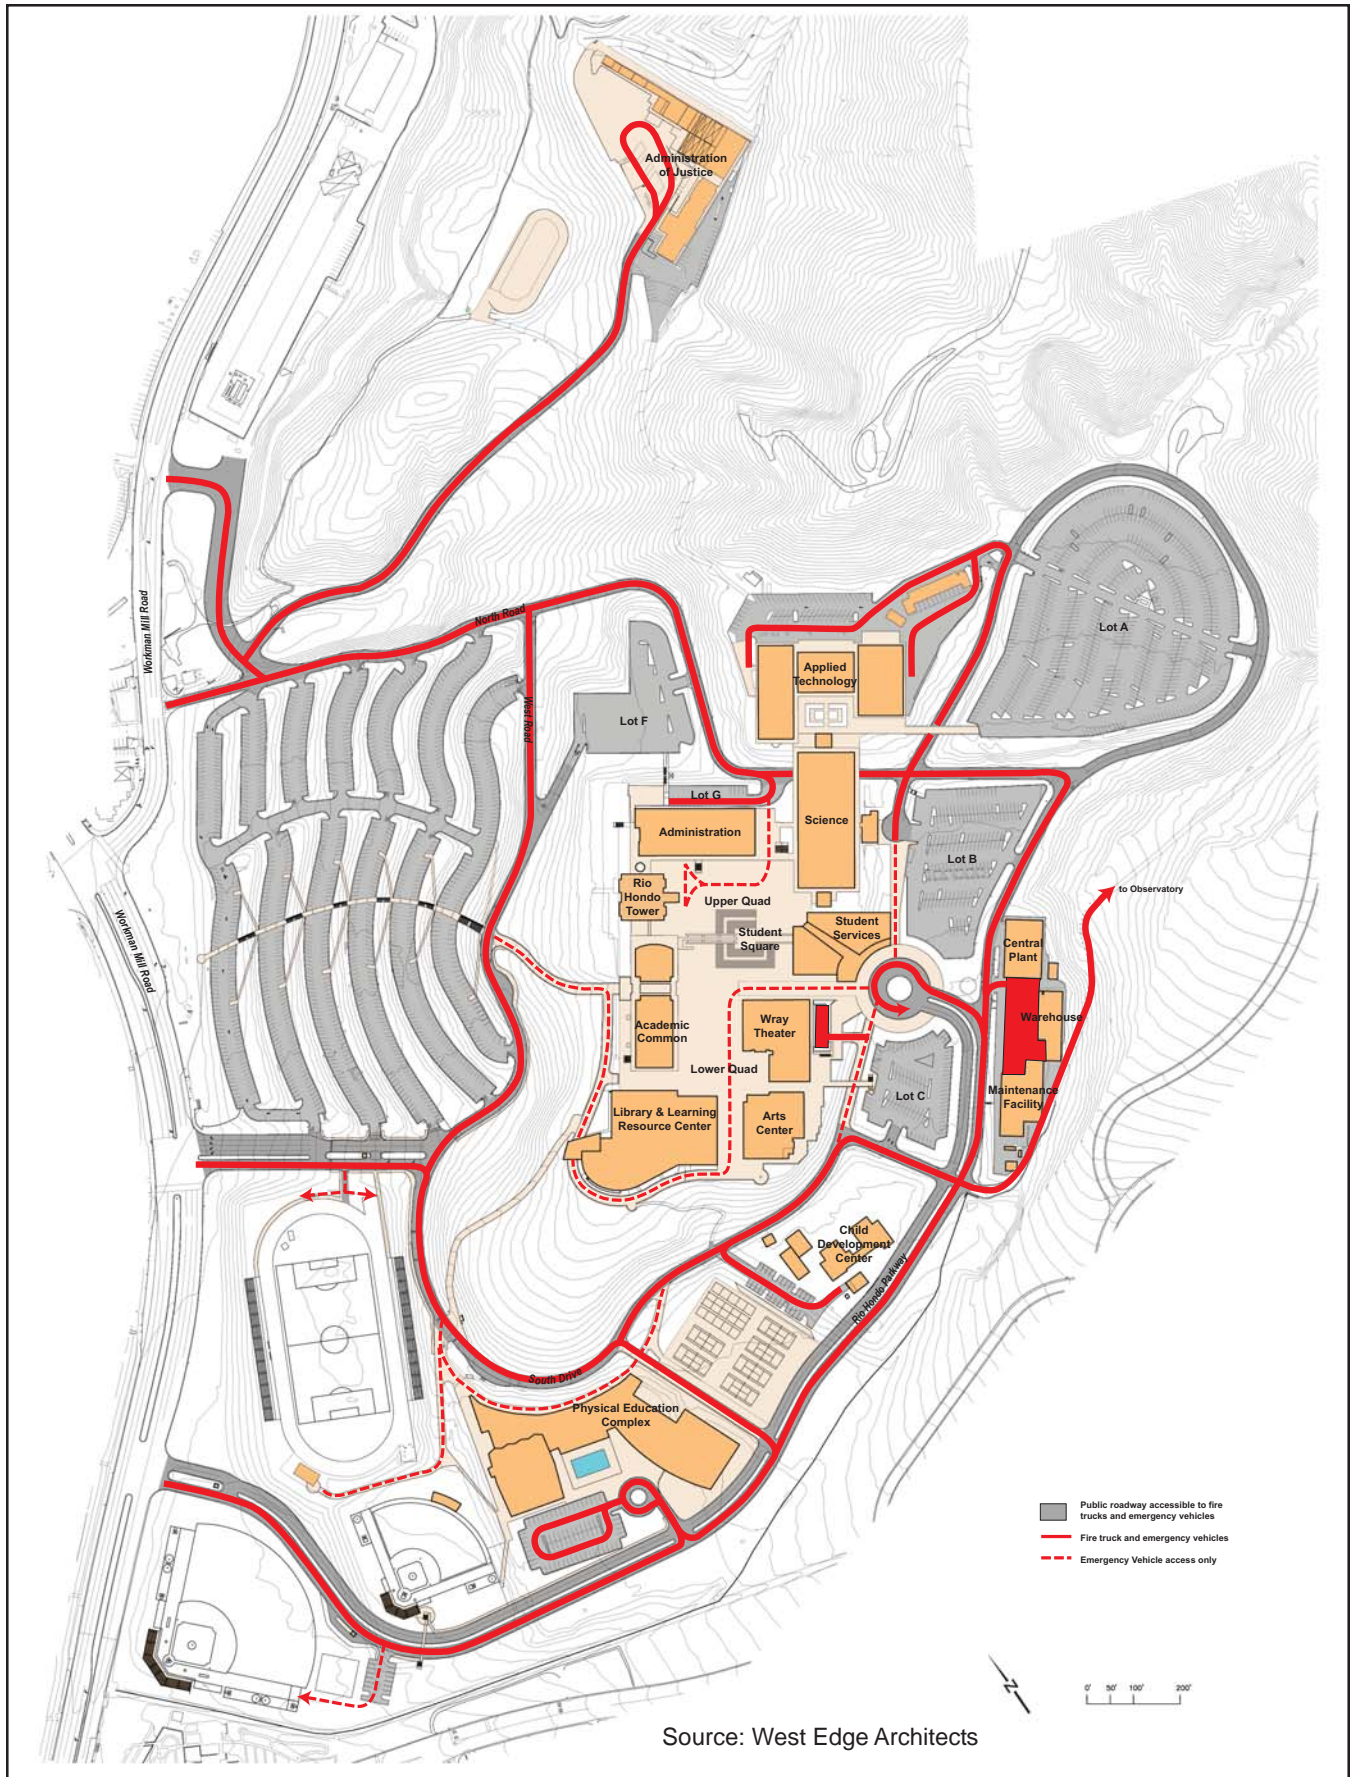 Administration
of Justice
Workman Mill Road
North Road
West Road
Lot A
Applied
Technology
Lot F
Lot G
Administration
Science
Lot B
Rio
Hondo
Tower
Upper Quad
Student
Services
Student
Square
to Observatory
Central
Plant
Workman Mill Road
Academic
Common
Wray
Theater
Warehouse
Lower Quad
Lot C
Maintenance
Facility
Library & Learning
Resource Center
Arts
Center
Child
Development
Center
Rio Hondo Parkway
South Drive
Physical Education
Complex
Public roadway accessible to fire
trucks and emergency vehicles
Fire truck and emergency vehicles
Emergency Vehicle access only
N
0' 50' 100' 200'
Source: West Edge Architects